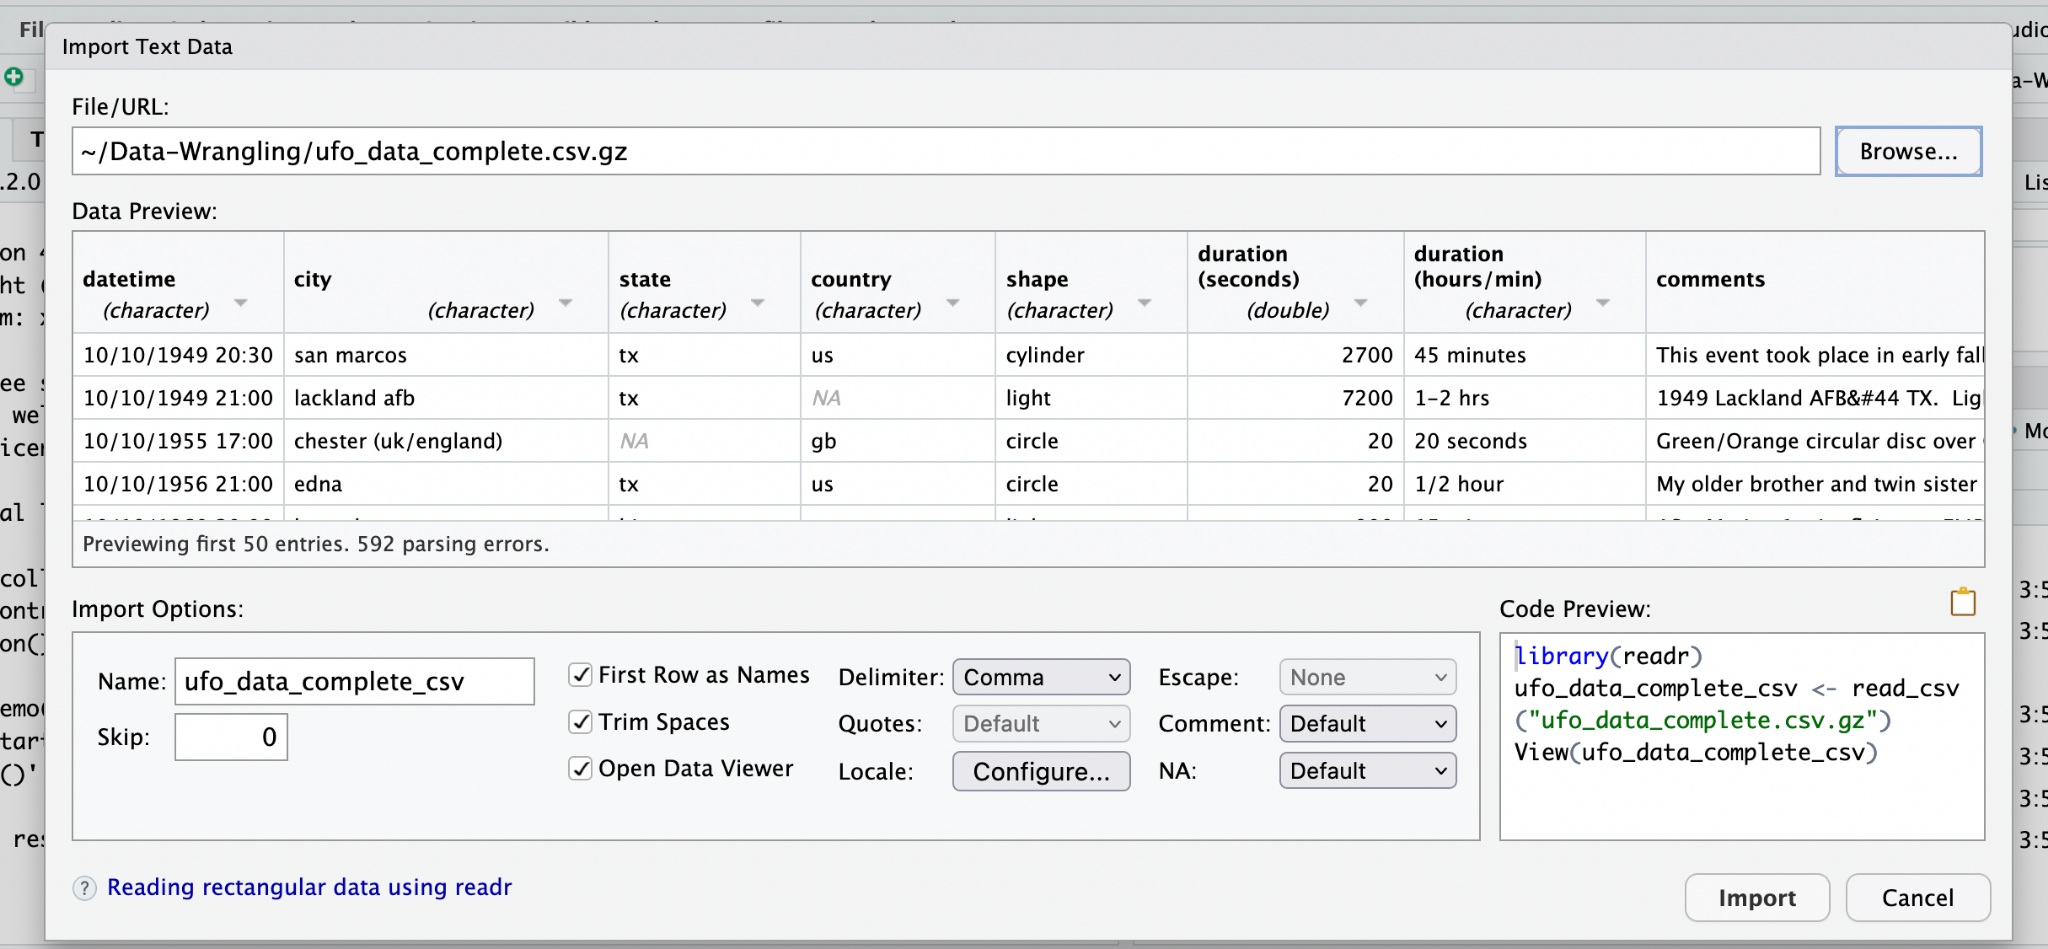 Import Text Data
File/URL:
~/Data-Wrangling/ufo_data_complete.csv.gz
Browse...
Data Preview:
datetime (character) city (character) state (character) country (character) shape (character) duration (seconds) (double) duration (hours/min) (character) comments
10/10/1949 20:30 san marcos tx us cylinder 2700 45 minutes This event took place in early fall
10/10/1949 21:00 lackland afb tx NA light 7200 1-2 hrs 1949 Lackland AFB&#44 TX. Lig
10/10/1955 17:00 chester (uk/england) NA gb circle 20 20 seconds Green/Orange circular disc over
10/10/1956 21:00 edna tx us circle 20 1/2 hour My older brother and twin sister
Previewing first 50 entries. 592 parsing errors.
Import Options:
Name: ufo_data_complete_csv
Skip: 0
First Row as Names
Trim Spaces
Open Data Viewer
Delimiter: Comma
Quotes: Default
Locale: Configure...
Escape: None
Comment: Default
NA: Default
Code Preview:
library(readr)
ufo_data_complete_csv <- read_csv
("ufo_data_complete.csv.gz")
View(ufo_data_complete_csv)
? Reading rectangular data using readr
Import
Cancel